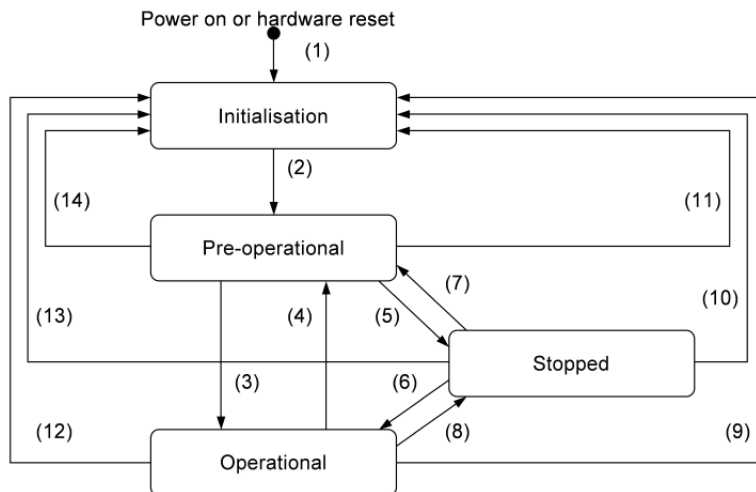 Power on or hardware reset
(1)
Initialisation
(2)
(14)
(11)
Pre-operational
(7)
(13)
(4)
(5)
(10)
Stopped
(3)
(6)
(12)
(8)
(9)
Operational